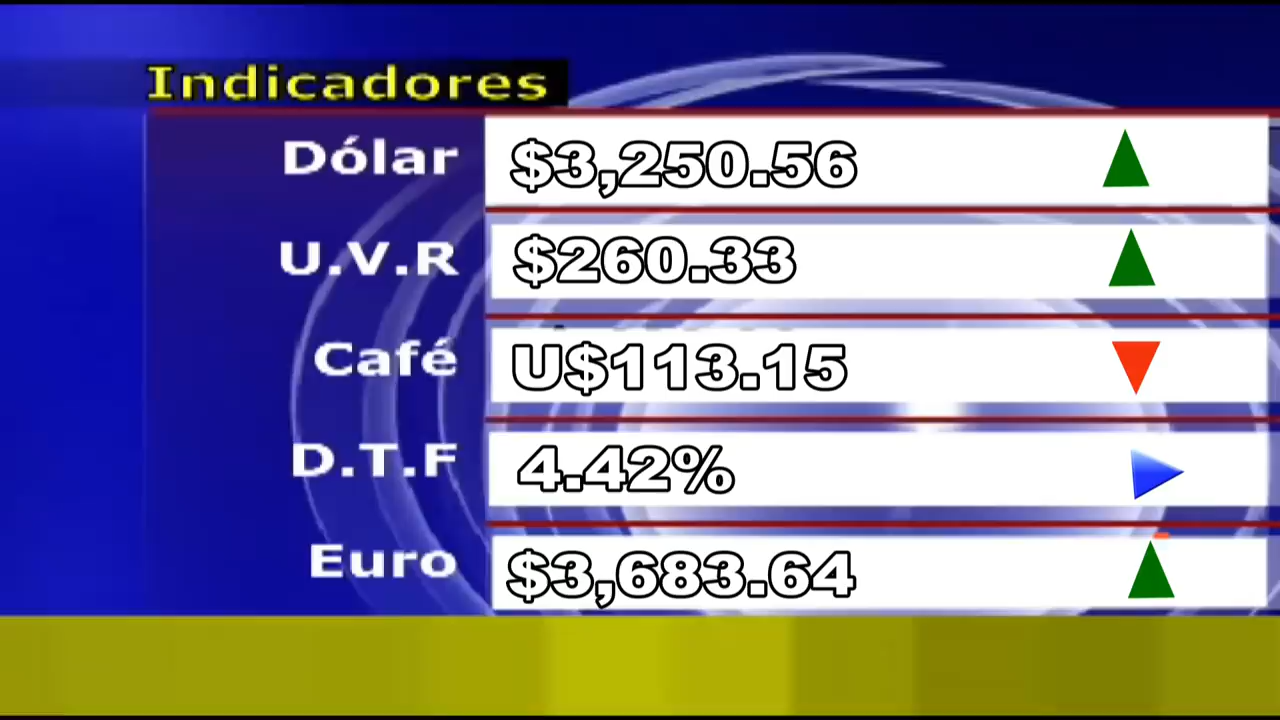 Indicadores
Dólar $3,250.56
U.V.R $260.33
Café U$113.15
D.T.F 4.42%
Euro $3,683.64